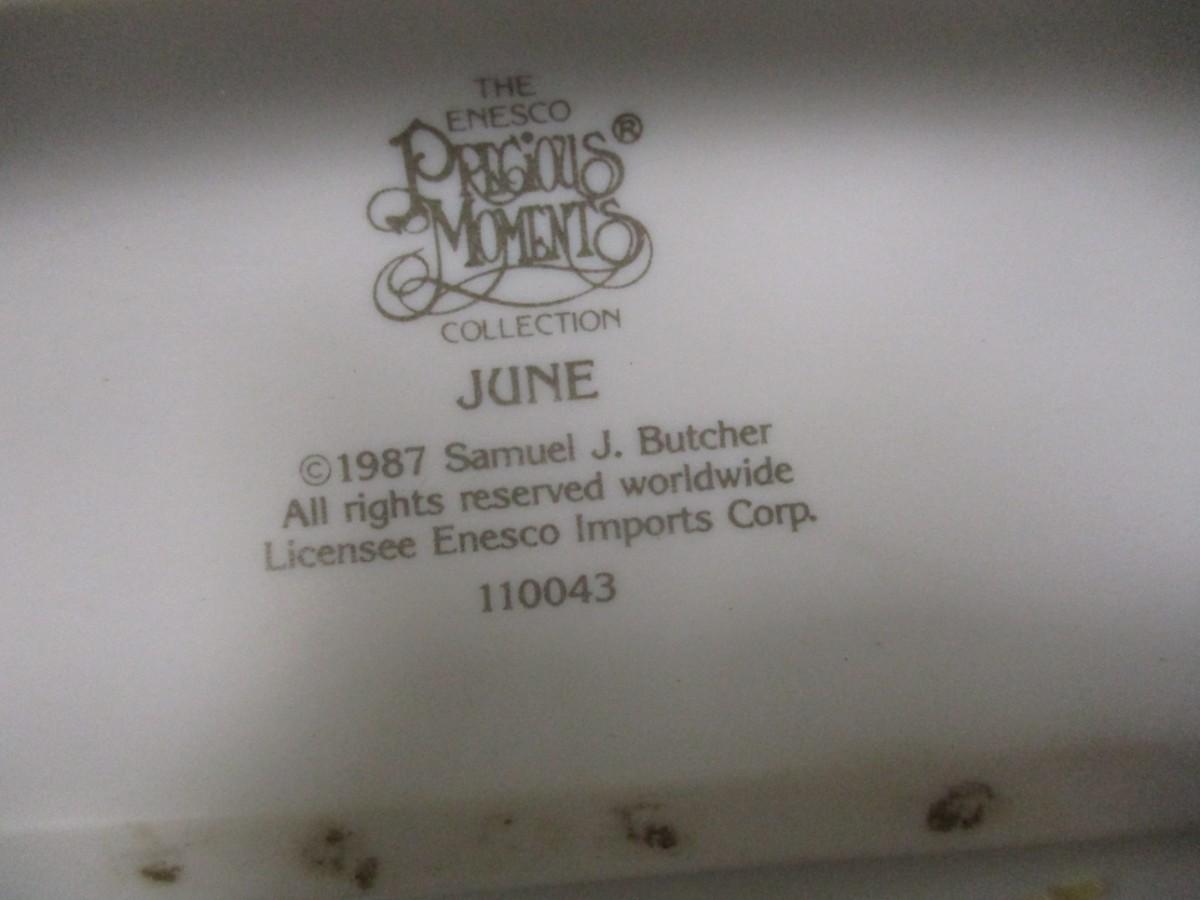 THE
ENESCO
PRECIOUS®
MOMENTS
COLLECTION
JUNE
©1987 Samuel J. Butcher
All rights reserved worldwide
Licensee Enesco Imports Corp.
110043